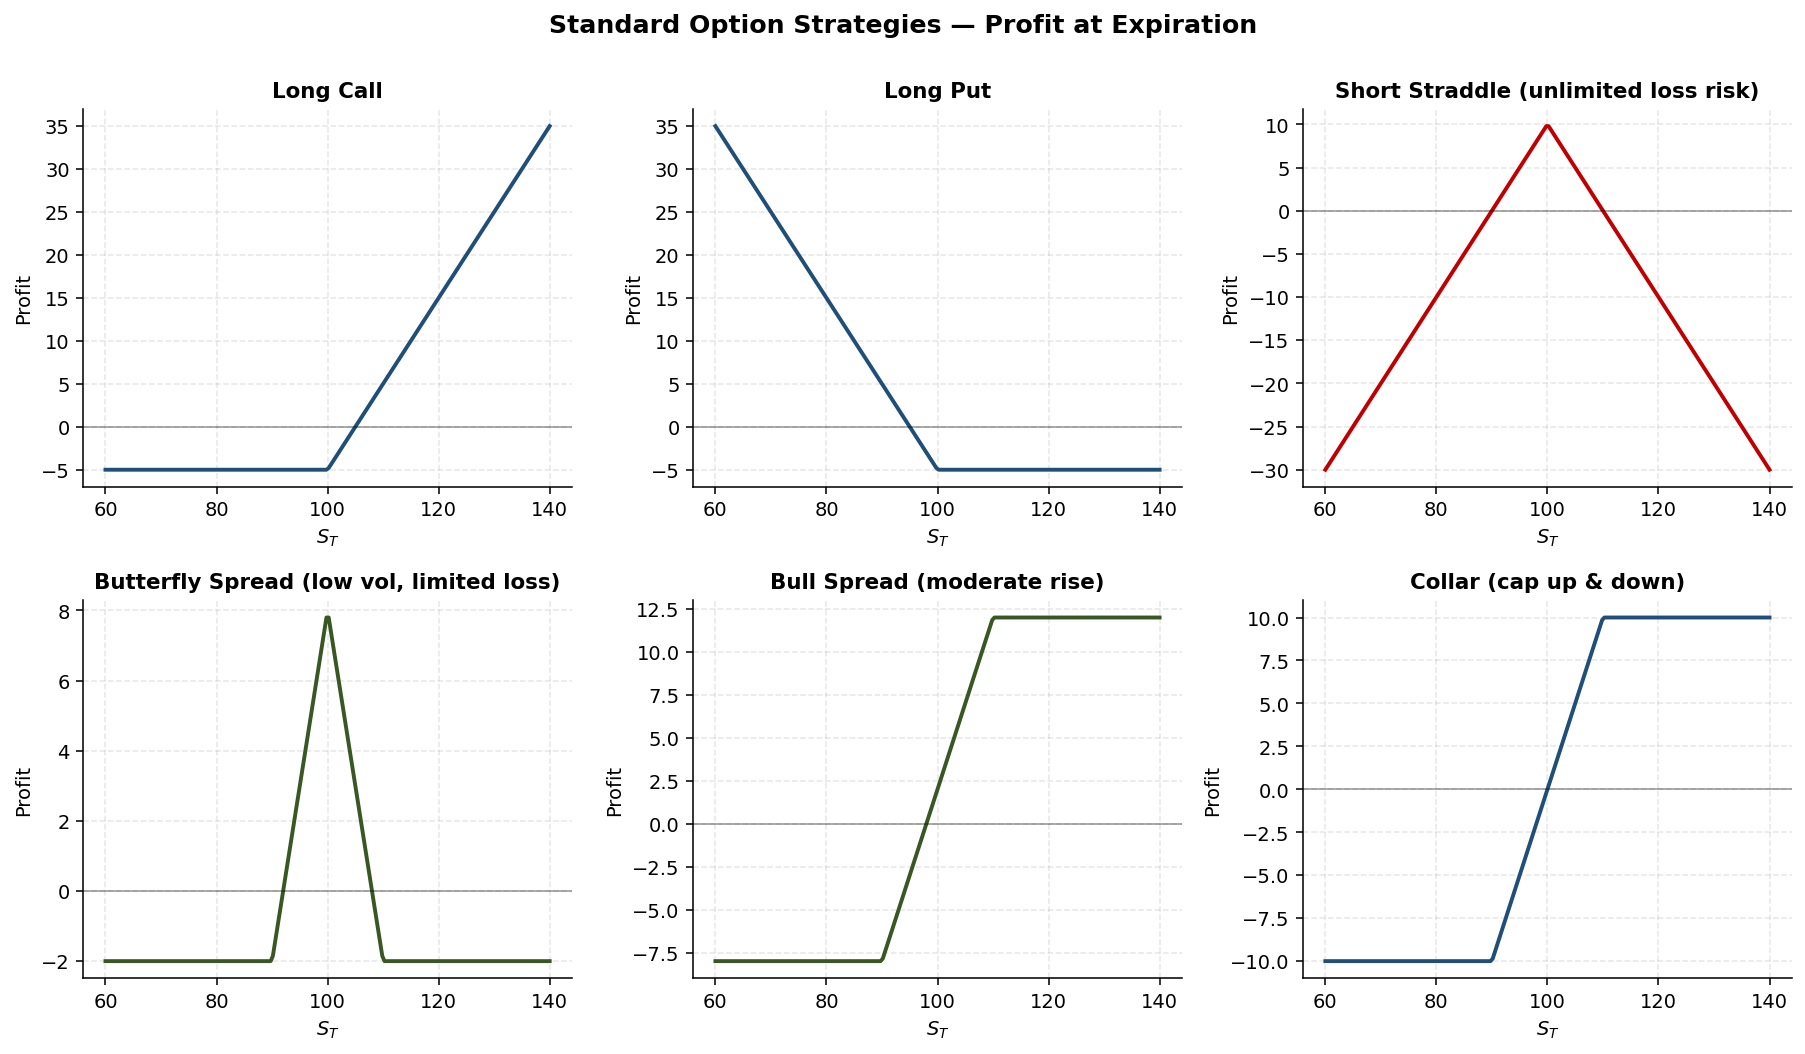 Standard Option Strategies — Profit at Expiration
Long Call
35
30
25
20
15
10
5
0
−5
Profit
60 80 100 120 140
S_T
Long Put
35
30
25
20
15
10
5
0
−5
Profit
60 80 100 120 140
S_T
Short Straddle (unlimited loss risk)
10
5
0
−5
−10
−15
−20
−25
−30
Profit
60 80 100 120 140
S_T
Butterfly Spread (low vol, limited loss)
8
6
4
2
0
−2
Profit
60 80 100 120 140
S_T
Bull Spread (moderate rise)
12.5
10.0
7.5
5.0
2.5
0.0
−2.5
−5.0
−7.5
Profit
60 80 100 120 140
S_T
Collar (cap up & down)
10.0
7.5
5.0
2.5
0.0
−2.5
−5.0
−7.5
−10.0
Profit
60 80 100 120 140
S_T